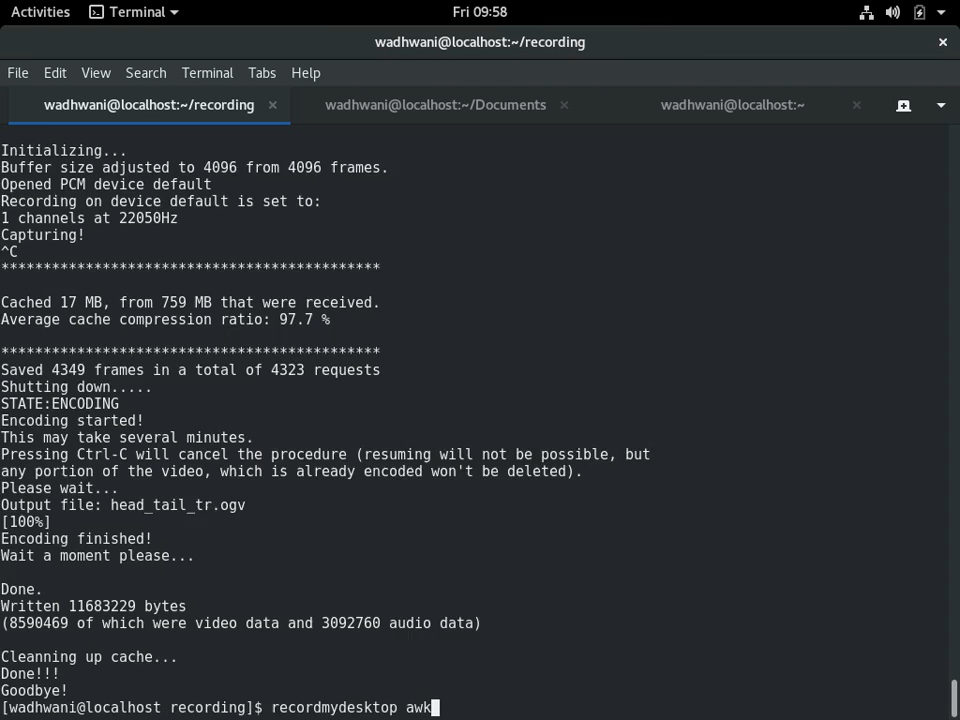 Activities Terminal Fri 09:58
wadhwani@localhost:~/recording
File Edit View Search Terminal Tabs Help
wadhwani@localhost:~/recording wadhwani@localhost:~/Documents wadhwani@localhost:~
Initializing...
Buffer size adjusted to 4096 from 4096 frames.
Opened PCM device default
Recording on device default is set to:
1 channels at 22050Hz
Capturing!
^C
*********************************************
Cached 17 MB, from 759 MB that were received.
Average cache compression ratio: 97.7 %
*********************************************
Saved 4349 frames in a total of 4323 requests
Shutting down.....
STATE:ENCODING
Encoding started!
This may take several minutes.
Pressing Ctrl-C will cancel the procedure (resuming will not be possible, but
any portion of the video, which is already encoded won't be deleted).
Please wait...
Output file: head_tail_tr.ogv
[100%]
Encoding finished!
Wait a moment please...
Done.
Written 11683229 bytes
(8590469 of which were video data and 3092760 audio data)
Cleanning up cache...
Done!!!
Goodbye!
[wadhwani@localhost recording]$ recordmydesktop awk